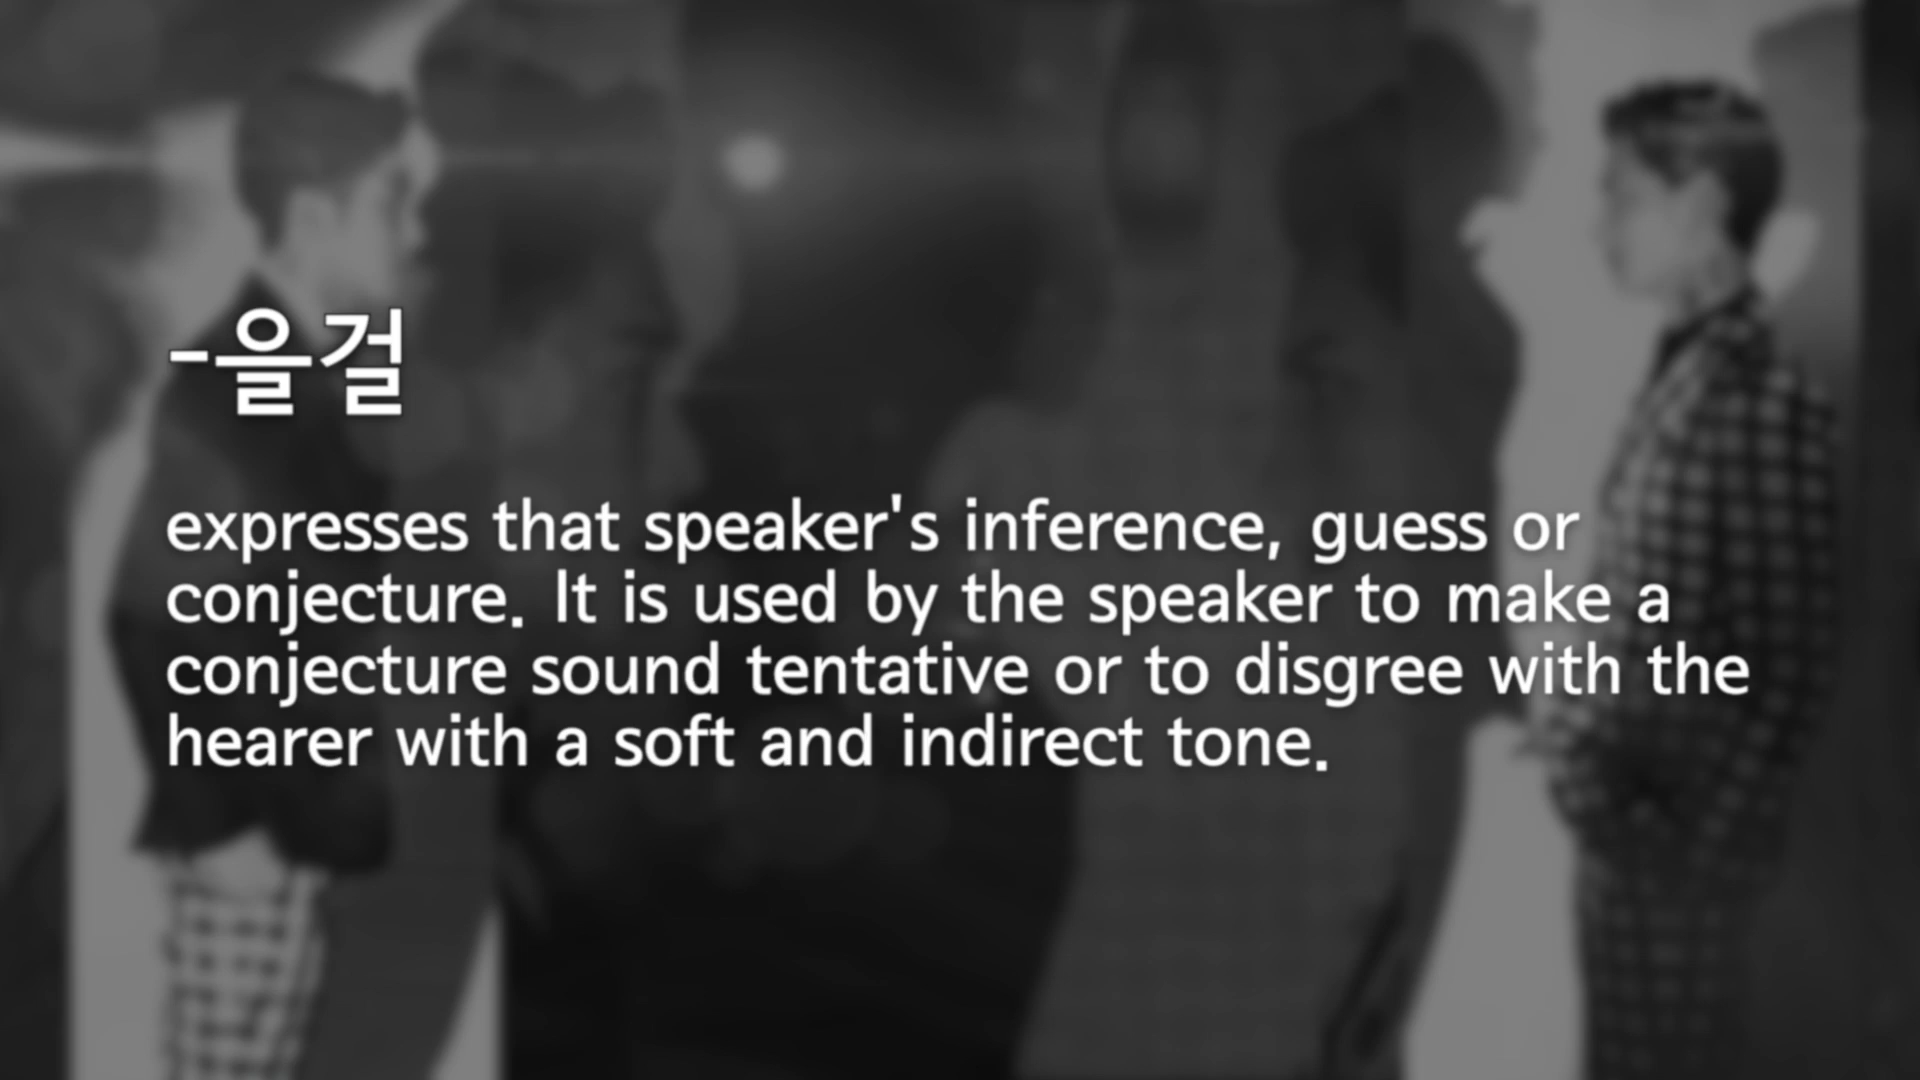 -을걸
expresses that speaker's inference, guess or
conjecture. It is used by the speaker to make a
conjecture sound tentative or to disgree with the
hearer with a soft and indirect tone.